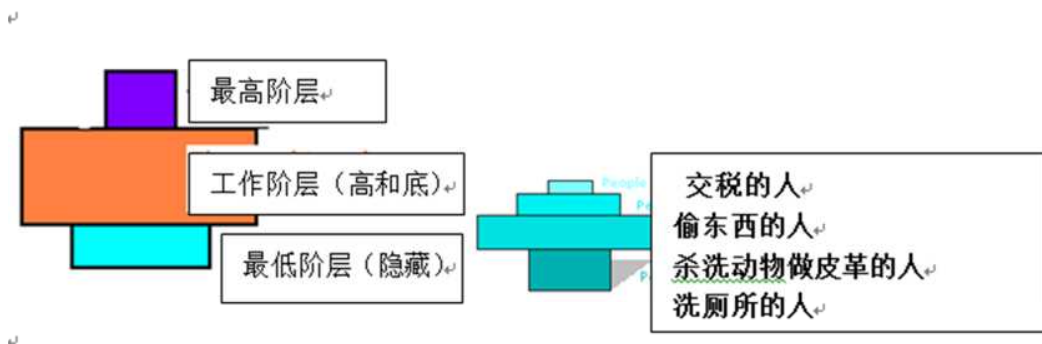 最高阶层
工作阶层（高和底）
最低阶层（隐藏）
People
交税的人
偷东西的人
杀洗动物做皮革的人
洗厕所的人